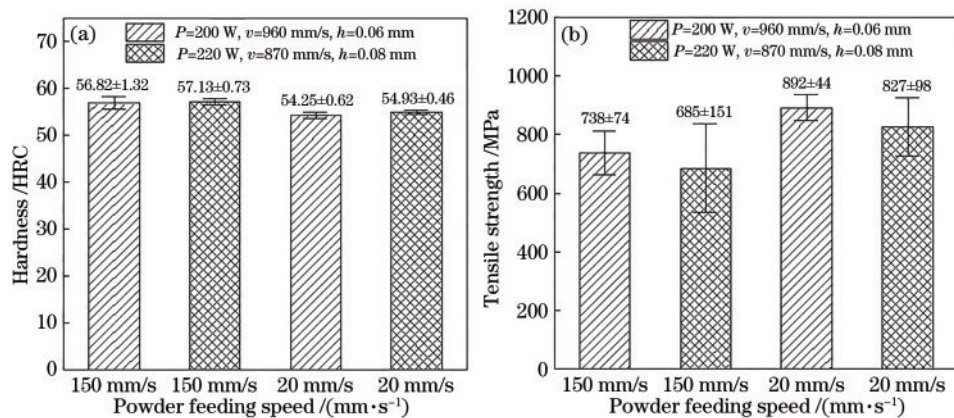 (a)
P=200 W, v=960 mm/s, h=0.06 mm
P=220 W, v=870 mm/s, h=0.08 mm
56.82±1.32
57.13±0.73
54.25±0.62
54.93±0.46
70
60
50
40
30
20
10
0
Hardness /HRC
150 mm/s
150 mm/s
20 mm/s
20 mm/s
Powder feeding speed /(mm·s⁻¹)
(b)
P=200 W, v=960 mm/s, h=0.06 mm
P=220 W, v=870 mm/s, h=0.08 mm
738±74
685±151
892±44
827±98
1200
1000
800
600
400
200
0
Tensile strength /MPa
150 mm/s
150 mm/s
20 mm/s
20 mm/s
Powder feeding speed /(mm·s⁻¹)